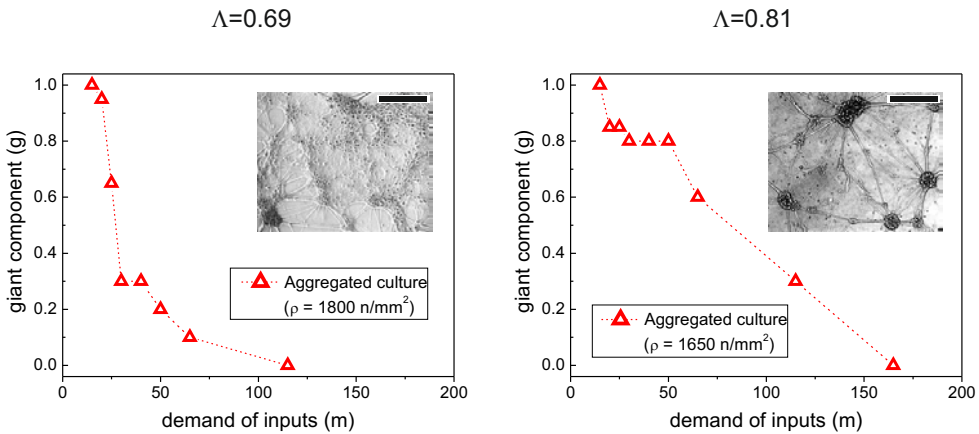 Λ=0.69
giant component (g)
1.0
0.8
0.6
0.4
0.2
0.0
Aggregated culture
(ρ = 1800 n/mm²)
0 50 100 150 200
demand of inputs (m)
Λ=0.81
giant component (g)
1.0
0.8
0.6
0.4
0.2
0.0
Aggregated culture
(ρ = 1650 n/mm²)
0 50 100 150 200
demand of inputs (m)